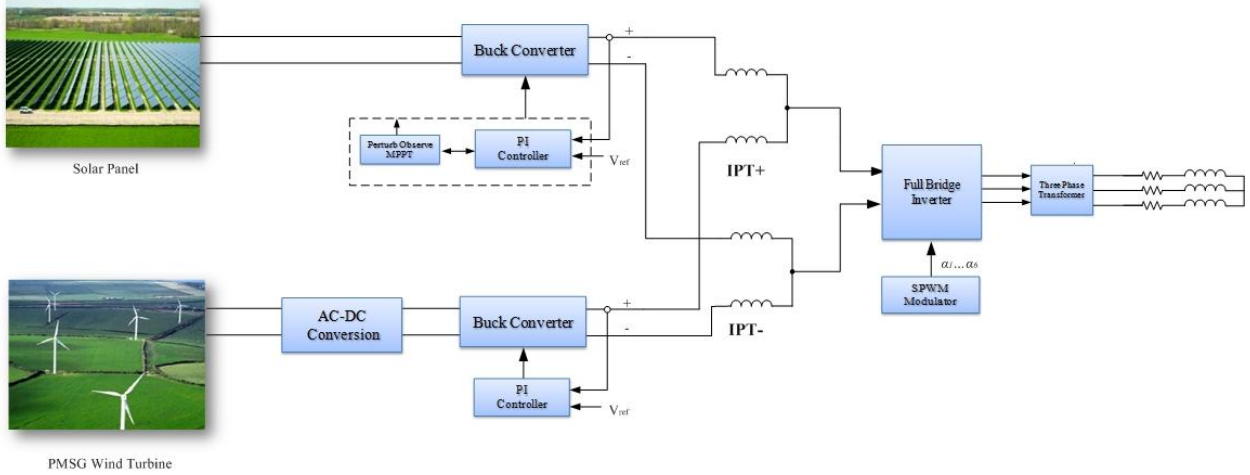 Buck Converter
+
-
Perturb Observe
MPPT
PI
Controller
Vref
Solar Panel
IPT+
Full Bridge
Inverter
Three Phase
Transformer
α1...α6
SPWM
Modulator
AC-DC
Conversion
Buck Converter
+
-
IPT-
PI
Controller
Vref
PMSG Wind Turbine